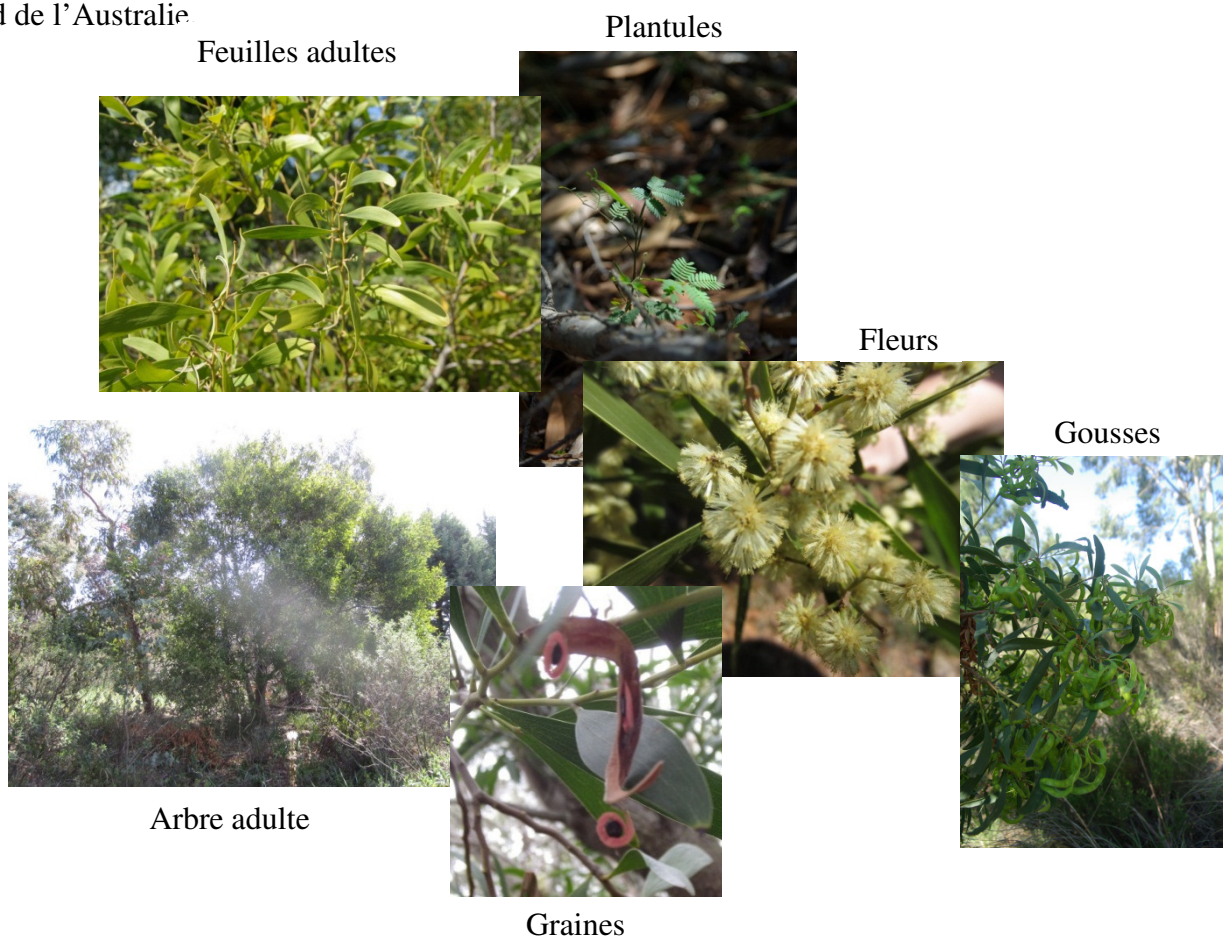 de l’Australie
Plantules
Feuilles adultes
Fleurs
Gousses
Arbre adulte
Graines